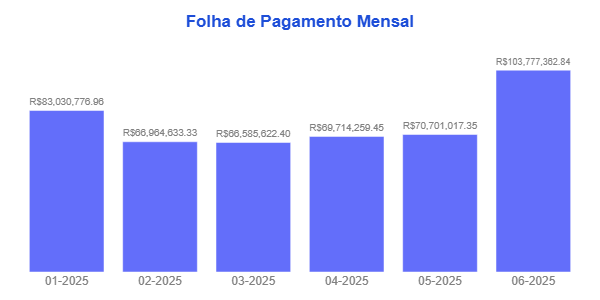 Folha de Pagamento Mensal
R$83,030,776.96
R$66,964,633.33
R$66,585,622.40
R$69,714,259.45
R$70,701,017.35
R$103,777,362.84
01-2025
02-2025
03-2025
04-2025
05-2025
06-2025